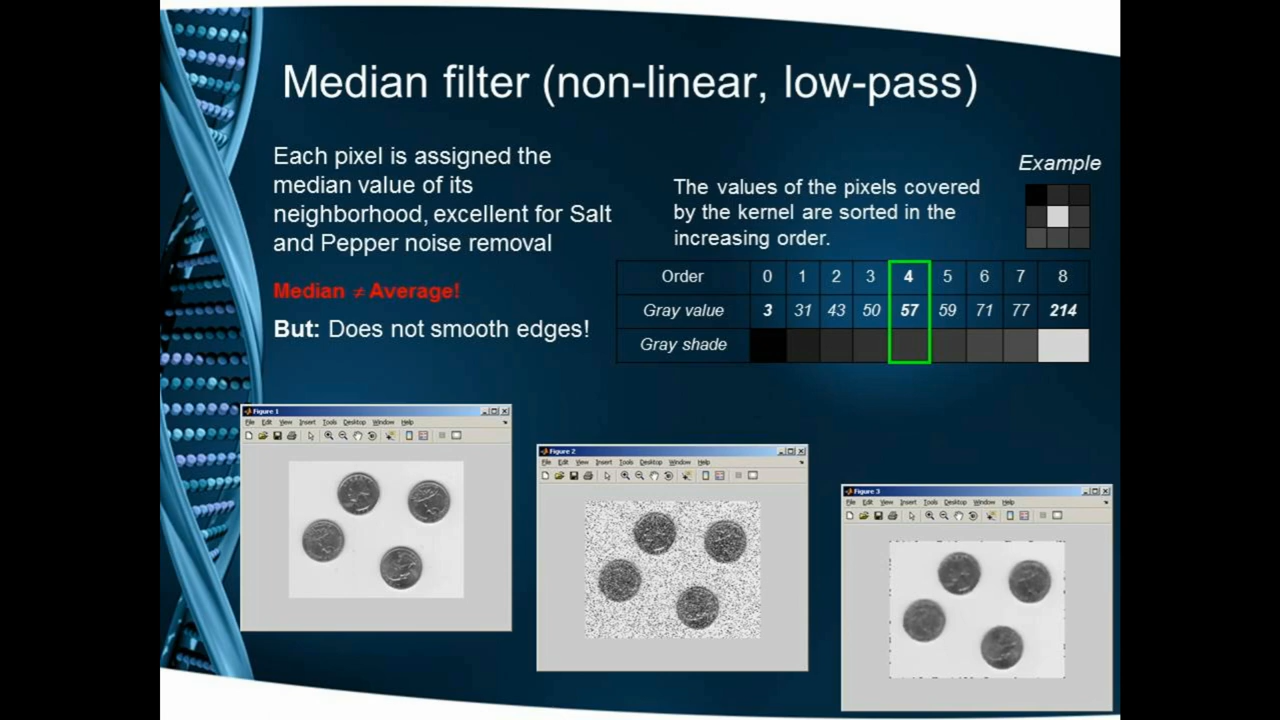 Median filter (non-linear, low-pass)
Each pixel is assigned the
median value of its
neighborhood, excellent for Salt
and Pepper noise removal
Median ≠ Average!
But: Does not smooth edges!
Example
The values of the pixels covered
by the kernel are sorted in the
increasing order.
Order 0 1 2 3 4 5 6 7 8
Gray value 3 31 43 50 57 59 71 77 214
Gray shade
Figure 1
File Edit View Insert Tools Desktop Window Help
Figure 2
File Edit View Insert Tools Desktop Window Help
Figure 3
File Edit View Insert Tools Desktop Window Help